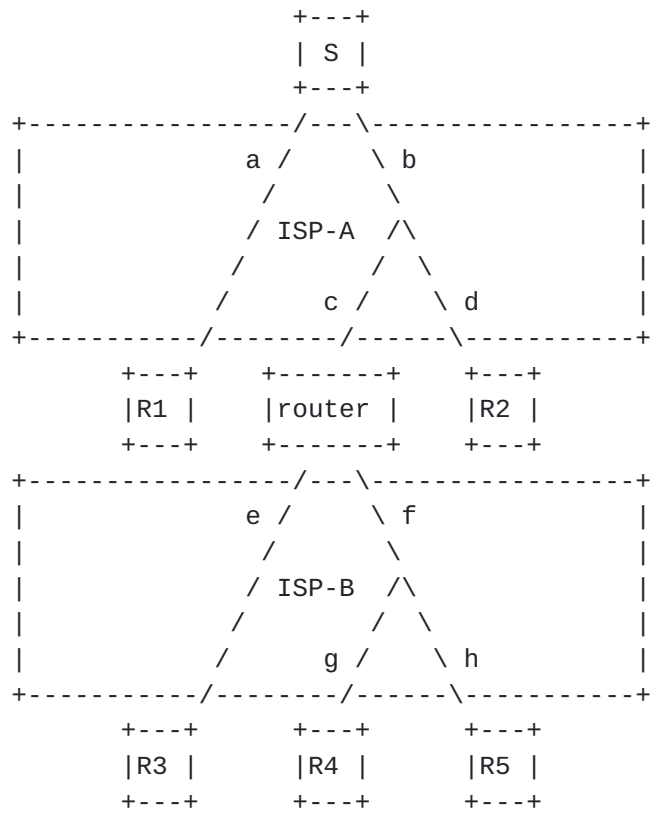 +---+
                  | S |
                  +---+
+-----------------/---\-----------------+
|              a /     \ b              |
|               /       \               |
|              / ISP-A  /\              |
|             /        /  \             |
|            /      c /    \ d          |
+-----------/--------/------\-----------+
       +---+    +-------+    +---+
       |R1 |    |router |    |R2 |
       +---+    +-------+    +---+
+-----------------/---\-----------------+
|              e /     \ f              |
|               /       \               |
|              / ISP-B  /\              |
|             /        /  \             |
|            /      g /    \ h          |
+-----------/--------/------\-----------+
       +---+      +---+      +---+
       |R3 |      |R4 |      |R5 |
       +---+      +---+      +---+